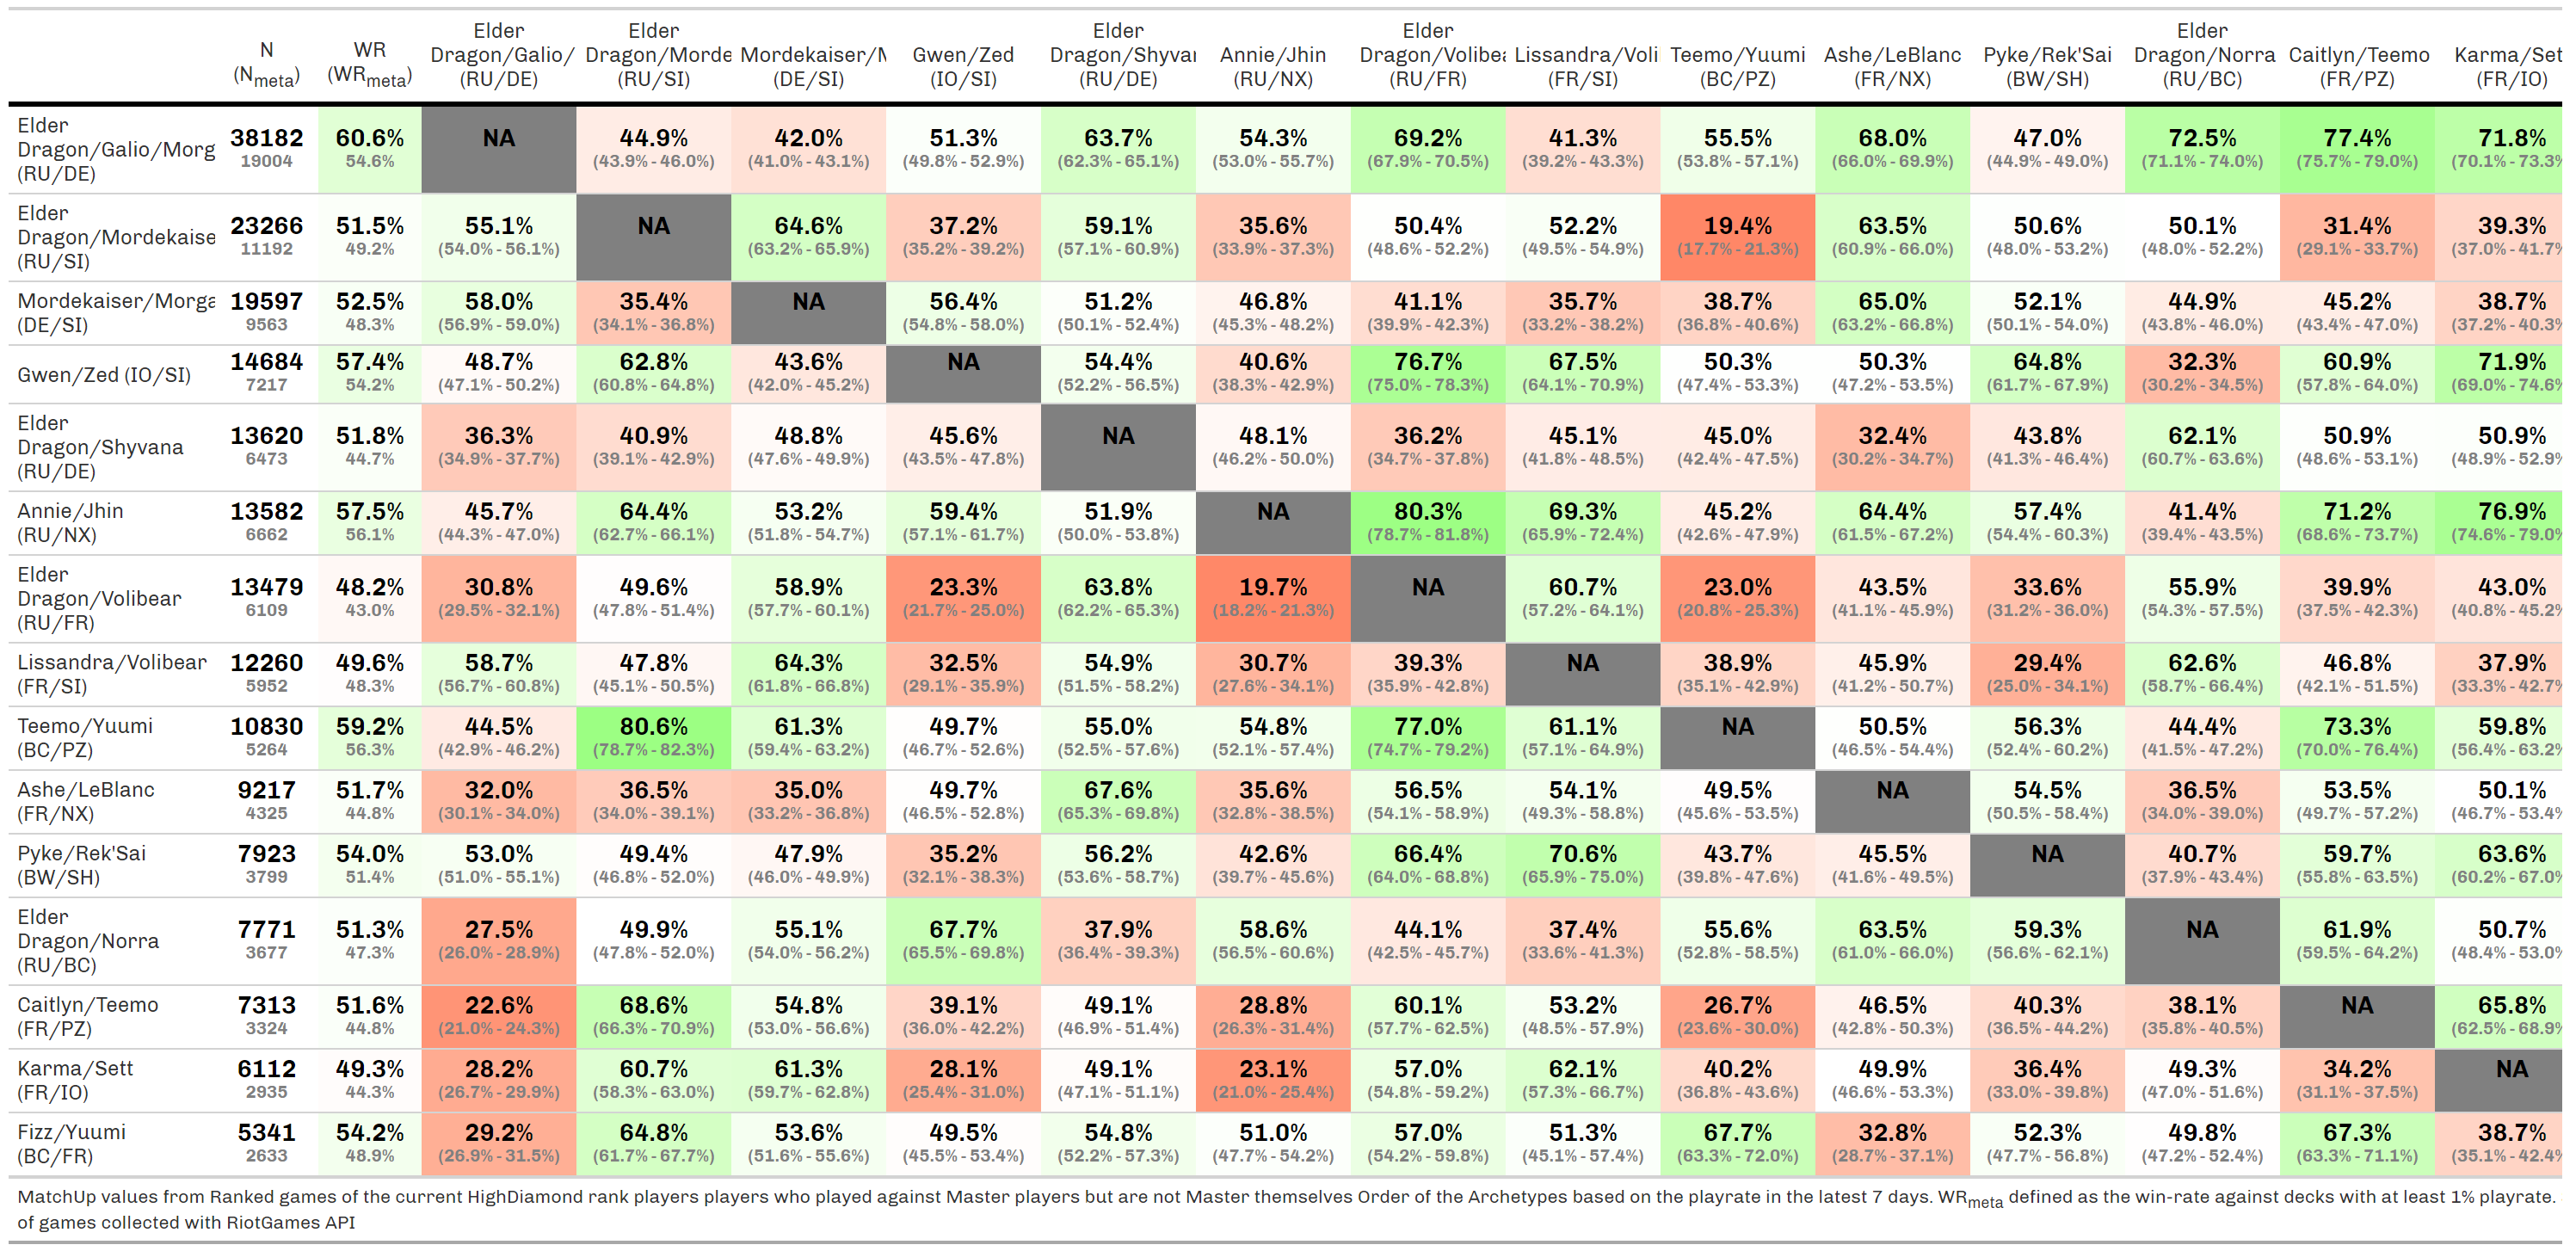 N (N_meta) WR (WR_meta) Elder Dragon/Galio/ (RU/DE) Elder Dragon/Morde (RU/SI) Mordekaiser/M (DE/SI) Gwen/Zed (IO/SI) Elder Dragon/Shyvan (RU/DE) Annie/Jhin (RU/NX) Elder Dragon/Volibea (RU/FR) Lissandra/Voli (FR/SI) Teemo/Yuumi (BC/PZ) Ashe/LeBlanc (FR/NX) Pyke/Rek'Sai (BW/SH) Elder Dragon/Norra (RU/BC) Caitlyn/Teemo (FR/PZ) Karma/Set (FR/IO)
Elder Dragon/Galio/Morg (RU/DE)
38182 60.6% NA 44.9% 42.0% 51.3% 63.7% 54.3% 69.2% 41.3% 55.5% 68.0% 47.0% 72.5% 77.4% 71.8%
19004 54.6% (43.9% - 46.0%) (41.0% - 43.1%) (49.8% - 52.9%) (62.3% - 65.1%) (53.0% - 55.7%) (67.9% - 70.5%) (39.2% - 43.3%) (53.8% - 57.1%) (66.0% - 69.9%) (44.9% - 49.0%) (71.1% - 74.0%) (75.7% - 79.0%) (70.1% - 73.3%
Elder Dragon/Mordekaise (RU/SI)
23266 51.5% 55.1% NA 64.6% 37.2% 59.1% 35.6% 50.4% 52.2% 19.4% 63.5% 50.6% 50.1% 31.4% 39.3%
11192 49.2% (54.0% - 56.1%) (63.2% - 65.9%) (35.2% - 39.2%) (57.1% - 60.9%) (33.9% - 37.3%) (48.6% - 52.2%) (49.5% - 54.9%) (17.7% - 21.3%) (60.9% - 66.0%) (48.0% - 53.2%) (48.0% - 52.2%) (29.1% - 33.7%) (37.0% - 41.7%
Mordekaiser/Morga (DE/SI)
19597 52.5% 58.0% 35.4% NA 56.4% 51.2% 46.8% 41.1% 35.7% 38.7% 65.0% 52.1% 44.9% 45.2% 38.7%
9563 48.3% (56.9% - 59.0%) (34.1% - 36.8%) (54.8% - 58.0%) (50.1% - 52.4%) (45.3% - 48.2%) (39.9% - 42.3%) (33.2% - 38.2%) (36.8% - 40.6%) (63.2% - 66.8%) (50.1% - 54.0%) (43.8% - 46.0%) (43.4% - 47.0%) (37.2% - 40.3%
Gwen/Zed (IO/SI)
14684 57.4% 48.7% 62.8% 43.6% NA 54.4% 40.6% 76.7% 67.5% 50.3% 50.3% 64.8% 32.3% 60.9% 71.9%
7217 54.2% (47.1% - 50.2%) (60.8% - 64.8%) (42.0% - 45.2%) (52.2% - 56.5%) (38.3% - 42.9%) (75.0% - 78.3%) (64.1% - 70.9%) (47.4% - 53.3%) (47.2% - 53.5%) (61.7% - 67.9%) (30.2% - 34.5%) (57.8% - 64.0%) (69.0% - 74.6%
Elder Dragon/Shyvana (RU/DE)
13620 51.8% 36.3% 40.9% 48.8% 45.6% NA 48.1% 36.2% 45.1% 45.0% 32.4% 43.8% 62.1% 50.9% 50.9%
6473 44.7% (34.9% - 37.7%) (39.1% - 42.9%) (47.6% - 49.9%) (43.5% - 47.8%) (46.2% - 50.0%) (34.7% - 37.8%) (41.8% - 48.5%) (42.4% - 47.5%) (30.2% - 34.7%) (41.3% - 46.4%) (60.7% - 63.6%) (48.6% - 53.1%) (48.9% - 52.9%
Annie/Jhin (RU/NX)
13582 57.5% 45.7% 64.4% 53.2% 59.4% 51.9% NA 80.3% 69.3% 45.2% 64.4% 57.4% 41.4% 71.2% 76.9%
6662 56.1% (44.3% - 47.0%) (62.7% - 66.1%) (51.8% - 54.7%) (57.1% - 61.7%) (50.0% - 53.8%) (78.7% - 81.8%) (65.9% - 72.4%) (42.6% - 47.9%) (61.5% - 67.2%) (54.4% - 60.3%) (39.4% - 43.5%) (68.6% - 73.7%) (74.6% - 79.0%
Elder Dragon/Volibear (RU/FR)
13479 48.2% 30.8% 49.6% 58.9% 23.3% 63.8% 19.7% NA 60.7% 23.0% 43.5% 33.6% 55.9% 39.9% 43.0%
6109 43.0% (29.5% - 32.1%) (47.8% - 51.4%) (57.7% - 60.1%) (21.7% - 25.0%) (62.2% - 65.3%) (18.2% - 21.3%) (57.2% - 64.1%) (20.8% - 25.3%) (41.1% - 45.9%) (31.2% - 36.0%) (54.3% - 57.5%) (37.5% - 42.3%) (40.8% - 45.2%
Lissandra/Volibear (FR/SI)
12260 49.6% 58.7% 47.8% 64.3% 32.5% 54.9% 30.7% 39.3% NA 38.9% 45.9% 29.4% 62.6% 46.8% 37.9%
5952 48.3% (56.7% - 60.8%) (45.1% - 50.5%) (61.8% - 66.8%) (29.1% - 35.9%) (51.5% - 58.2%) (27.6% - 34.1%) (35.9% - 42.8%) (35.1% - 42.9%) (41.2% - 50.7%) (25.0% - 34.1%) (58.7% - 66.4%) (42.1% - 51.5%) (33.3% - 42.7%
Teemo/Yuumi (BC/PZ)
10830 59.2% 44.5% 80.6% 61.3% 49.7% 55.0% 54.8% 77.0% 61.1% NA 50.5% 56.3% 44.4% 73.3% 59.8%
5264 56.3% (42.9% - 46.2%) (78.7% - 82.3%) (59.4% - 63.2%) (46.7% - 52.6%) (52.5% - 57.6%) (52.1% - 57.4%) (74.7% - 79.2%) (57.1% - 64.9%) (46.5% - 54.4%) (52.4% - 60.2%) (41.5% - 47.2%) (70.0% - 76.4%) (56.4% - 63.2%
Ashe/LeBlanc (FR/NX)
9217 51.7% 32.0% 36.5% 35.0% 49.7% 67.6% 35.6% 56.5% 54.1% 49.5% NA 54.5% 36.5% 53.5% 50.1%
4325 44.8% (30.1% - 34.0%) (34.0% - 39.1%) (33.2% - 36.8%) (46.5% - 52.8%) (65.3% - 69.8%) (32.8% - 38.5%) (54.1% - 58.9%) (49.3% - 58.8%) (45.6% - 53.5%) (50.5% - 58.4%) (34.0% - 39.0%) (49.7% - 57.2%) (46.7% - 53.4%
Pyke/Rek'Sai (BW/SH)
7923 54.0% 53.0% 49.4% 47.9% 35.2% 56.2% 42.6% 66.4% 70.6% 43.7% 45.5% NA 40.7% 59.7% 63.6%
3799 51.4% (51.0% - 55.1%) (46.8% - 52.0%) (46.0% - 49.9%) (32.1% - 38.3%) (53.6% - 58.7%) (39.7% - 45.6%) (64.0% - 68.8%) (65.9% - 75.0%) (39.8% - 47.6%) (41.6% - 49.5%) (37.9% - 43.4%) (55.8% - 63.5%) (60.2% - 67.0%
Elder Dragon/Norra (RU/BC)
7771 51.3% 27.5% 49.9% 55.1% 67.7% 37.9% 58.6% 44.1% 37.4% 55.6% 63.5% 59.3% NA 61.9% 50.7%
3677 47.3% (26.0% - 28.9%) (47.8% - 52.0%) (54.0% - 56.2%) (65.5% - 69.8%) (36.4% - 39.3%) (56.5% - 60.6%) (42.5% - 45.7%) (33.6% - 41.3%) (52.8% - 58.5%) (61.0% - 66.0%) (56.6% - 62.1%) (59.5% - 64.2%) (48.4% - 53.0%
Caitlyn/Teemo (FR/PZ)
7313 51.6% 22.6% 68.6% 54.8% 39.1% 49.1% 28.8% 60.1% 53.2% 26.7% 46.5% 40.3% 38.1% NA 65.8%
3324 44.8% (21.0% - 24.3%) (66.3% - 70.9%) (53.0% - 56.6%) (36.0% - 42.2%) (46.9% - 51.4%) (26.3% - 31.4%) (57.7% - 62.5%) (48.5% - 57.9%) (23.6% - 30.0%) (42.8% - 50.3%) (36.5% - 44.2%) (35.8% - 40.5%) (62.5% - 68.9%
Karma/Sett (FR/IO)
6112 49.3% 28.2% 60.7% 61.3% 28.1% 49.1% 23.1% 57.0% 62.1% 40.2% 49.9% 36.4% 49.3% 34.2% NA
2935 44.3% (26.7% - 29.9%) (58.3% - 63.0%) (59.7% - 62.8%) (25.4% - 31.0%) (47.1% - 51.1%) (21.0% - 25.4%) (54.8% - 59.2%) (57.3% - 66.7%) (36.8% - 43.6%) (46.6% - 53.3%) (33.0% - 39.8%) (47.0% - 51.6%) (31.1% - 37.5%)
Fizz/Yuumi (BC/FR)
5341 54.2% 29.2% 64.8% 53.6% 49.5% 54.8% 51.0% 57.0% 51.3% 67.7% 32.8% 52.3% 49.8% 67.3% 38.7%
2633 48.9% (26.9% - 31.5%) (61.7% - 67.7%) (51.6% - 55.6%) (45.5% - 53.4%) (52.2% - 57.3%) (47.7% - 54.2%) (54.2% - 59.8%) (45.1% - 57.4%) (63.3% - 72.0%) (28.7% - 37.1%) (47.7% - 56.8%) (47.2% - 52.4%) (63.3% - 71.1%) (35.1% - 42.4%
MatchUp values from Ranked games of the current HighDiamond rank players players who played against Master players but are not Master themselves Order of the Archetypes based on the playrate in the latest 7 days. WR_meta defined as the win-rate against decks with at least 1% playrate.
of games collected with RiotGames API